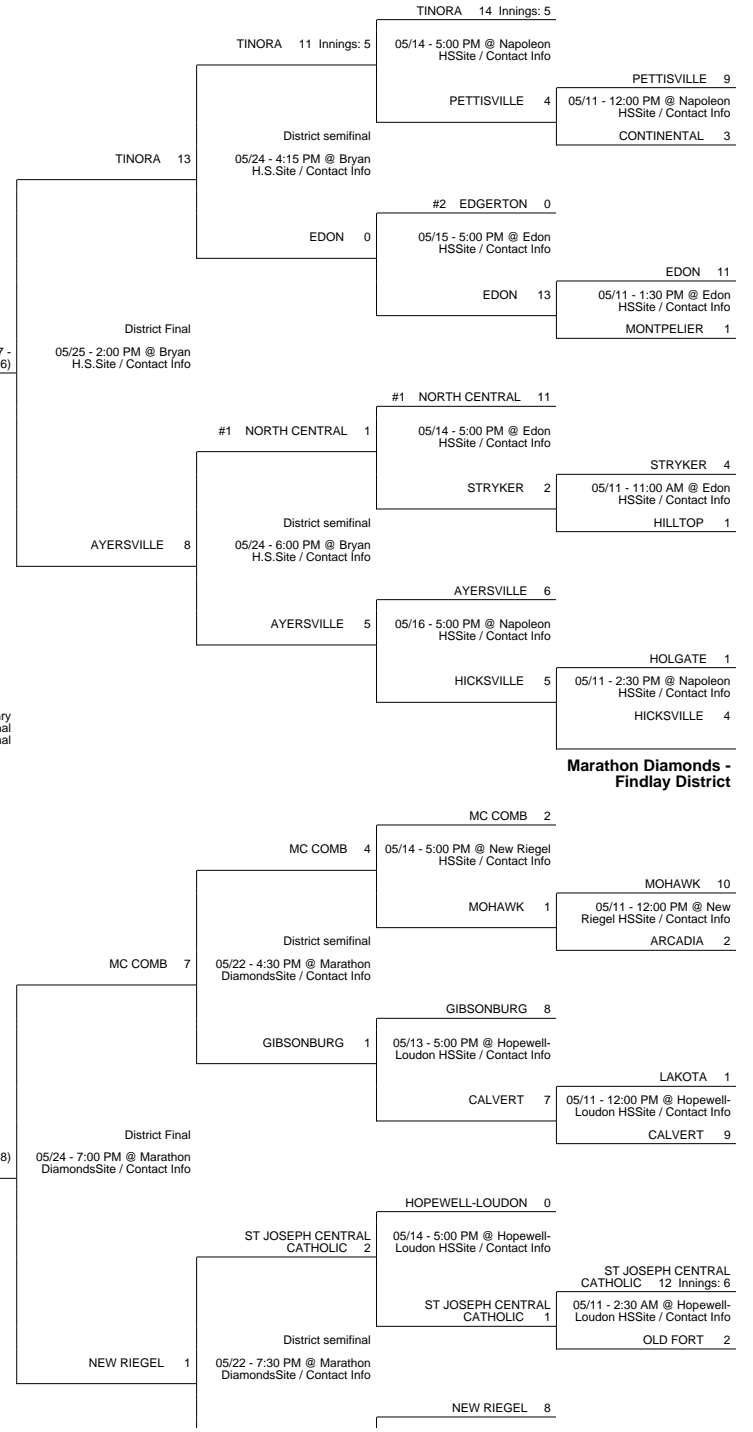 TINORA 14 Innings: 5
TINORA 11 Innings: 5
05/14 - 5:00 PM @ Napoleon
HSSite / Contact Info
PETTISVILLE 9
PETTISVILLE 4
05/11 - 12:00 PM @ Napoleon
HSSite / Contact Info
CONTINENTAL 3
District semifinal
TINORA 13
05/24 - 4:15 PM @ Bryan
H.S.Site / Contact Info
#2 EDGERTON 0
EDON 0
05/15 - 5:00 PM @ Edon
HSSite / Contact Info
EDON 11
EDON 13
05/11 - 1:30 PM @ Edon
HSSite / Contact Info
MONTPELIER 1
District Final
7 -
6)
05/25 - 2:00 PM @ Bryan
H.S.Site / Contact Info
#1 NORTH CENTRAL 11
#1 NORTH CENTRAL 1
05/14 - 5:00 PM @ Edon
HSSite / Contact Info
STRYKER 4
STRYKER 2
05/11 - 11:00 AM @ Edon
HSSite / Contact Info
HILLTOP 1
District semifinal
AYERSVILLE 8
05/24 - 6:00 PM @ Bryan
H.S.Site / Contact Info
AYERSVILLE 6
AYERSVILLE 5
05/16 - 5:00 PM @ Napoleon
HSSite / Contact Info
HOLGATE 1
HICKSVILLE 5
05/11 - 2:30 PM @ Napoleon
HSSite / Contact Info
HICKSVILLE 4
ry
nal
nal
Marathon Diamonds -
Findlay District
MC COMB 2
MC COMB 4
05/14 - 5:00 PM @ New Riegel
HSSite / Contact Info
MOHAWK 10
MOHAWK 1
05/11 - 12:00 PM @ New
Riegel HSSite / Contact Info
ARCADIA 2
District semifinal
MC COMB 7
05/22 - 4:30 PM @ Marathon
DiamondsSite / Contact Info
GIBSONBURG 8
GIBSONBURG 1
05/13 - 5:00 PM @ Hopewell-
Loudon HSSite / Contact Info
LAKOTA 1
CALVERT 7
05/11 - 12:00 PM @ Hopewell-
Loudon HSSite / Contact Info
CALVERT 9
District Final
8)
05/24 - 7:00 PM @ Marathon
DiamondsSite / Contact Info
HOPEWELL-LOUDON 0
ST JOSEPH CENTRAL
CATHOLIC 2
05/14 - 5:00 PM @ Hopewell-
Loudon HSSite / Contact Info
ST JOSEPH CENTRAL
CATHOLIC 12 Innings: 6
ST JOSEPH CENTRAL
CATHOLIC 1
05/11 - 2:30 AM @ Hopewell-
Loudon HSSite / Contact Info
OLD FORT 2
District semifinal
NEW RIEGEL 1
05/22 - 7:30 PM @ Marathon
DiamondsSite / Contact Info
NEW RIEGEL 8